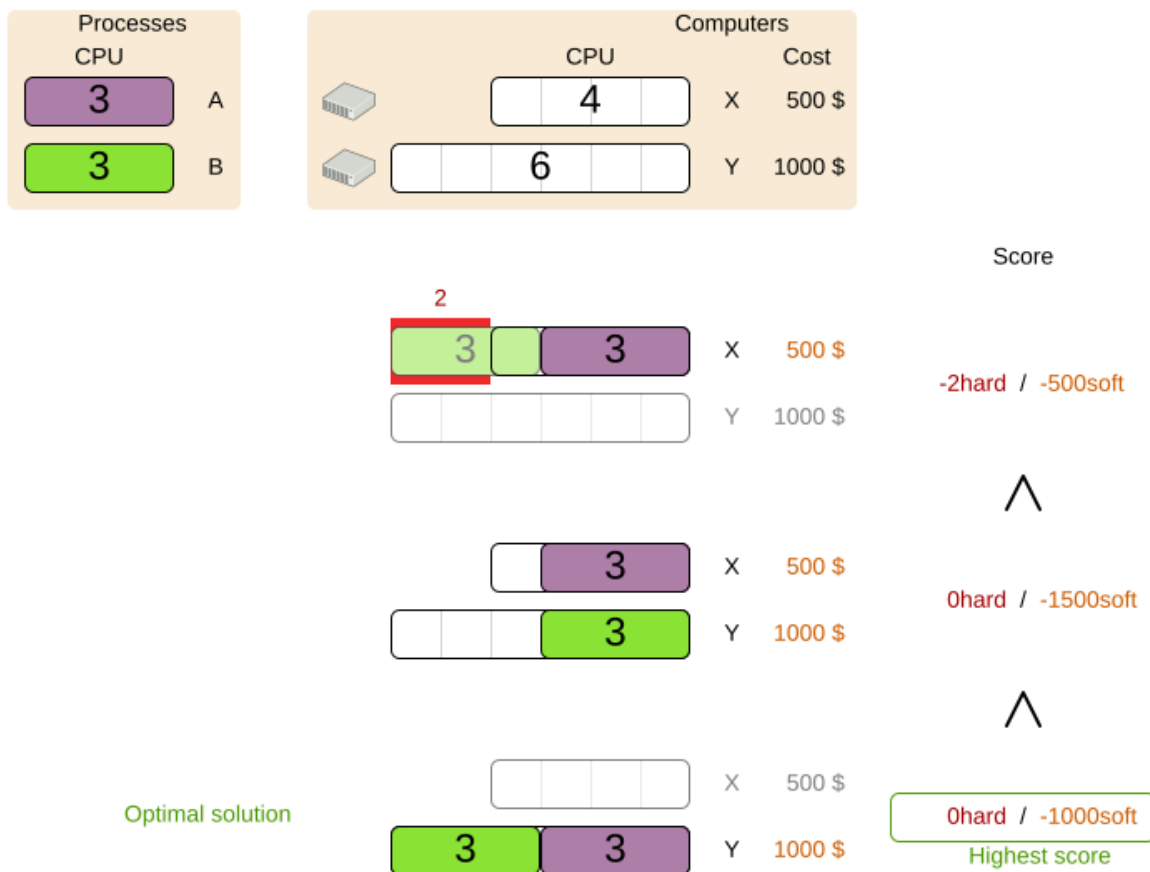 Processes
Computers
CPU
CPU
Cost
3
A
4
X
500 $
3
B
6
Y
1000 $
Score
2
3
3
X
500 $
-2hard / -500soft
Y
1000 $
3
X
500 $
0hard / -1500soft
3
Y
1000 $
X
500 $
Optimal solution
0hard / -1000soft
3
3
Y
1000 $
Highest score